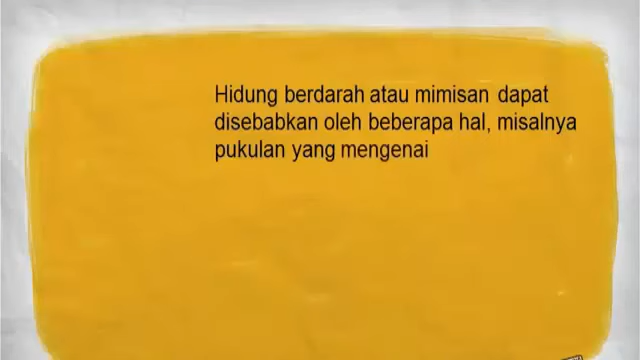 Hidung berdarah atau mimisan dapat
disebabkan oleh beberapa hal, misalnya
pukulan yang mengenai